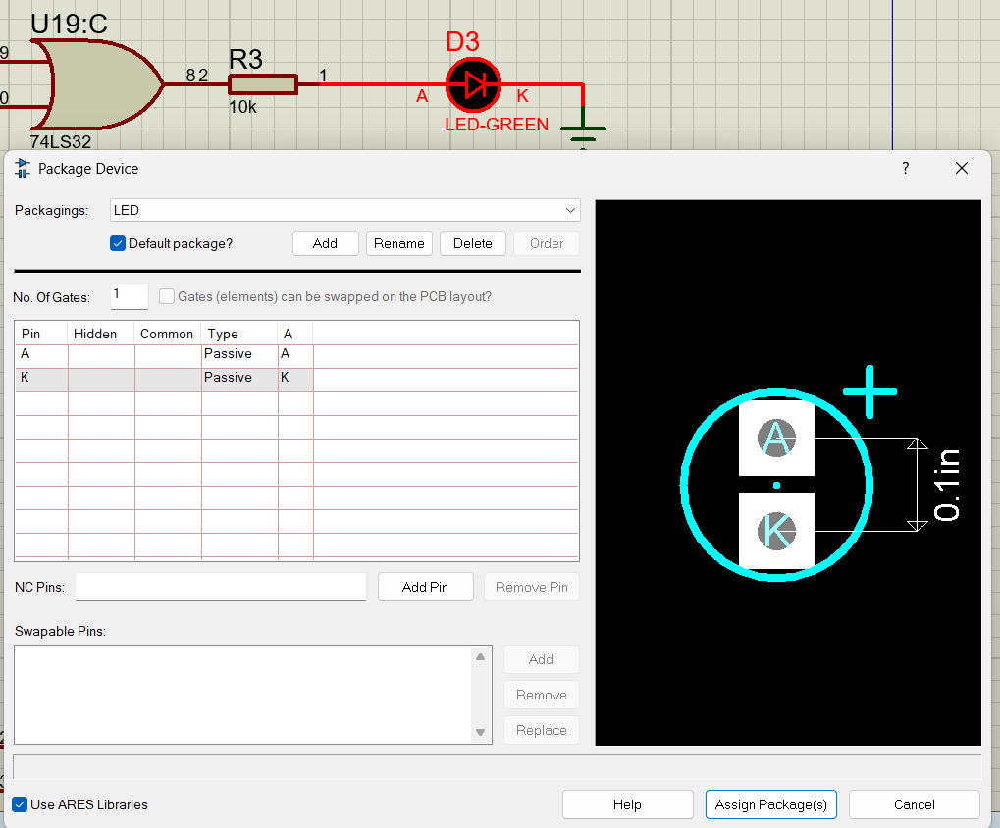 U19:C
9
R3
D3
8 2
1
A
K
0
10k
LED-GREEN
74LS32
Package Device
?
Packagings:
LED
Default package?
Add
Rename
Delete
Order
No. Of Gates:
1
Gates (elements) can be swapped on the PCB layout?
Pin Hidden Common Type A
A Passive A
K Passive K
NC Pins:
Add Pin
Remove Pin
Swapable Pins:
Add
Remove
Replace
A
K
0.1in
Use ARES Libraries
Help
Assign Package(s)
Cancel